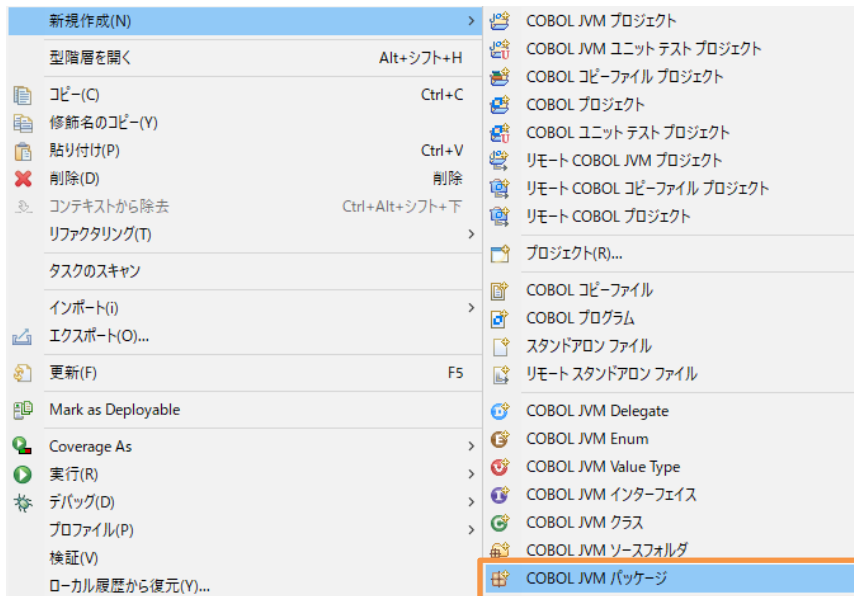 新規作成(N)
型階層を開く Alt+シフト+H
コピー(C) Ctrl+C
修飾名のコピー(Y)
貼り付け(P) Ctrl+V
削除(D) 削除
コンテキストから除去 Ctrl+Alt+シフト+下
リファクタリング(T)
タスクのスキャン
インポート(i)
エクスポート(O)...
更新(F) F5
Mark as Deployable
Coverage As
実行(R)
デバッグ(D)
プロファイル(P)
検証(V)
ローカル履歴から復元(Y)...
COBOL JVM プロジェクト
COBOL JVM ユニット テスト プロジェクト
COBOL コピーファイル プロジェクト
COBOL プロジェクト
COBOL ユニット テスト プロジェクト
リモート COBOL JVM プロジェクト
リモート COBOL コピーファイル プロジェクト
リモート COBOL プロジェクト
プロジェクト(R)...
COBOL コピーファイル
COBOL プログラム
スタンドアロン ファイル
リモート スタンドアロン ファイル
COBOL JVM Delegate
COBOL JVM Enum
COBOL JVM Value Type
COBOL JVM インターフェイス
COBOL JVM クラス
COBOL JVM ソースフォルダ
COBOL JVM パッケージ